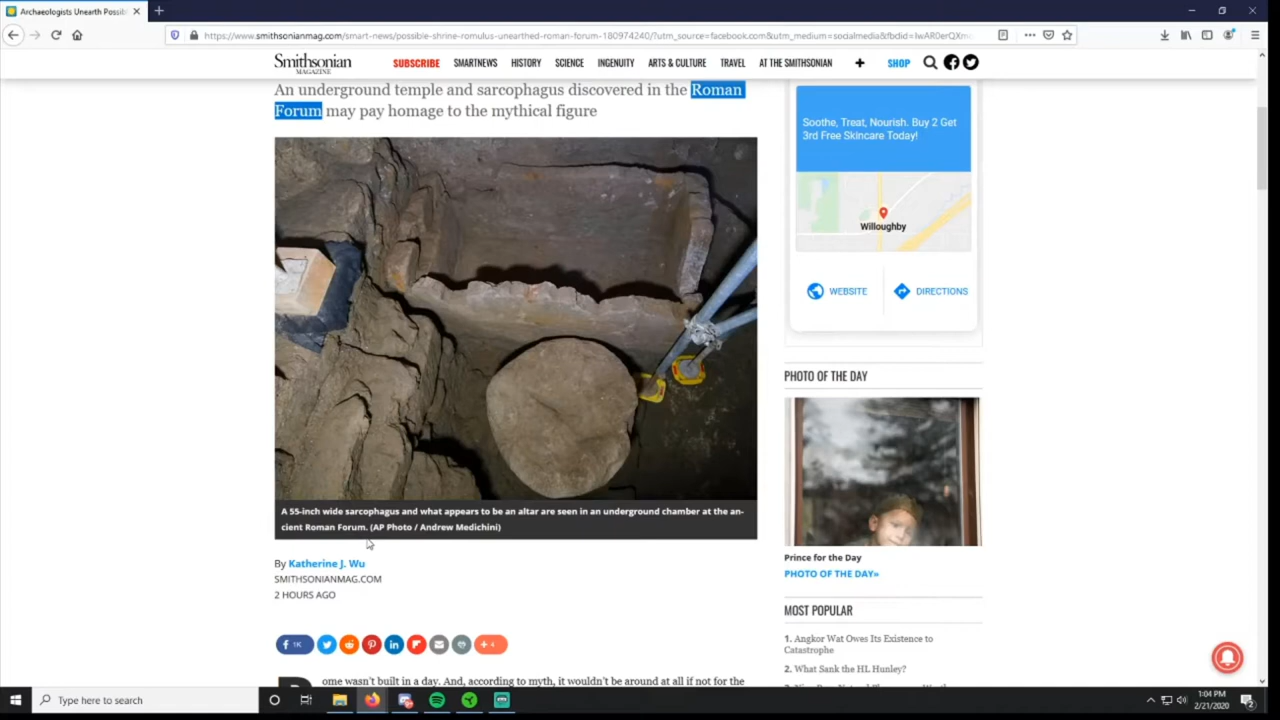 Archaeologists Unearth Possibl
https://www.smithsonianmag.com/smart-news/possible-shrine-romulus-unearthed-roman-forum-180974240/?utm_source=facebook.com&utm_medium=socialmedia&fbclid=IwAR0erQXm
Smithsonian
MAGAZINE
SUBSCRIBE SMARTNEWS HISTORY SCIENCE INGENUITY ARTS & CULTURE TRAVEL AT THE SMITHSONIAN + SHOP
An underground temple and sarcophagus discovered in the Roman
Forum may pay homage to the mythical figure
A 55-inch wide sarcophagus and what appears to be an altar are seen in an underground chamber at the an-
cient Roman Forum. (AP Photo / Andrew Medichini)
By Katherine J. Wu
SMITHSONIANMAG.COM
2 HOURS AGO
1K
4
ome wasn't built in a day. And, according to myth, it wouldn't be around at all if not for the
Soothe, Treat, Nourish. Buy 2 Get
3rd Free Skincare Today!
Willoughby
WEBSITE DIRECTIONS
PHOTO OF THE DAY
Prince for the Day
PHOTO OF THE DAY»
MOST POPULAR
1. Angkor Wat Owes Its Existence to
Catastrophe
2. What Sank the HL Hunley?
Type here to search
1:04 PM
2/21/2020
2